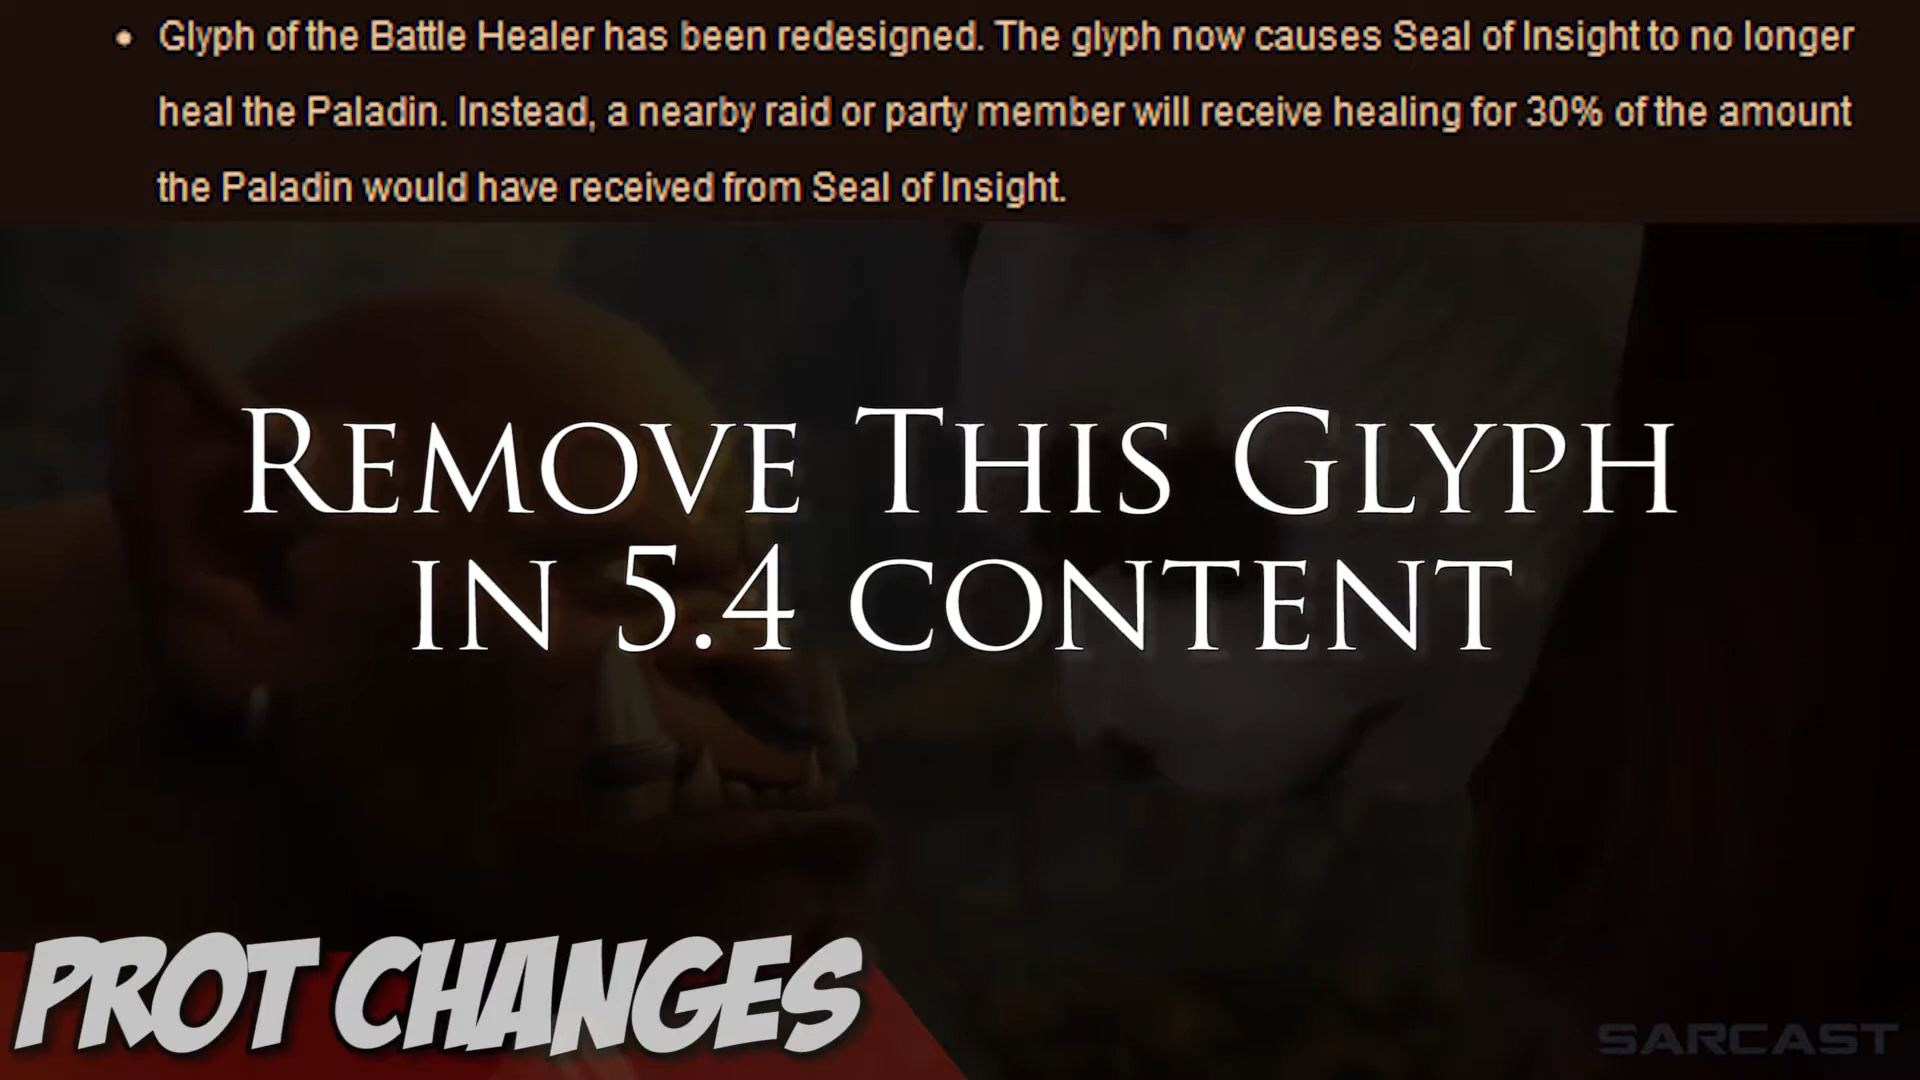 • Glyph of the Battle Healer has been redesigned. The glyph now causes Seal of Insight to no longer
heal the Paladin. Instead, a nearby raid or party member will receive healing for 30% of the amount
the Paladin would have received from Seal of Insight.
Remove This Glyph
in 5.4 content
PROT CHANGES
SARCAST